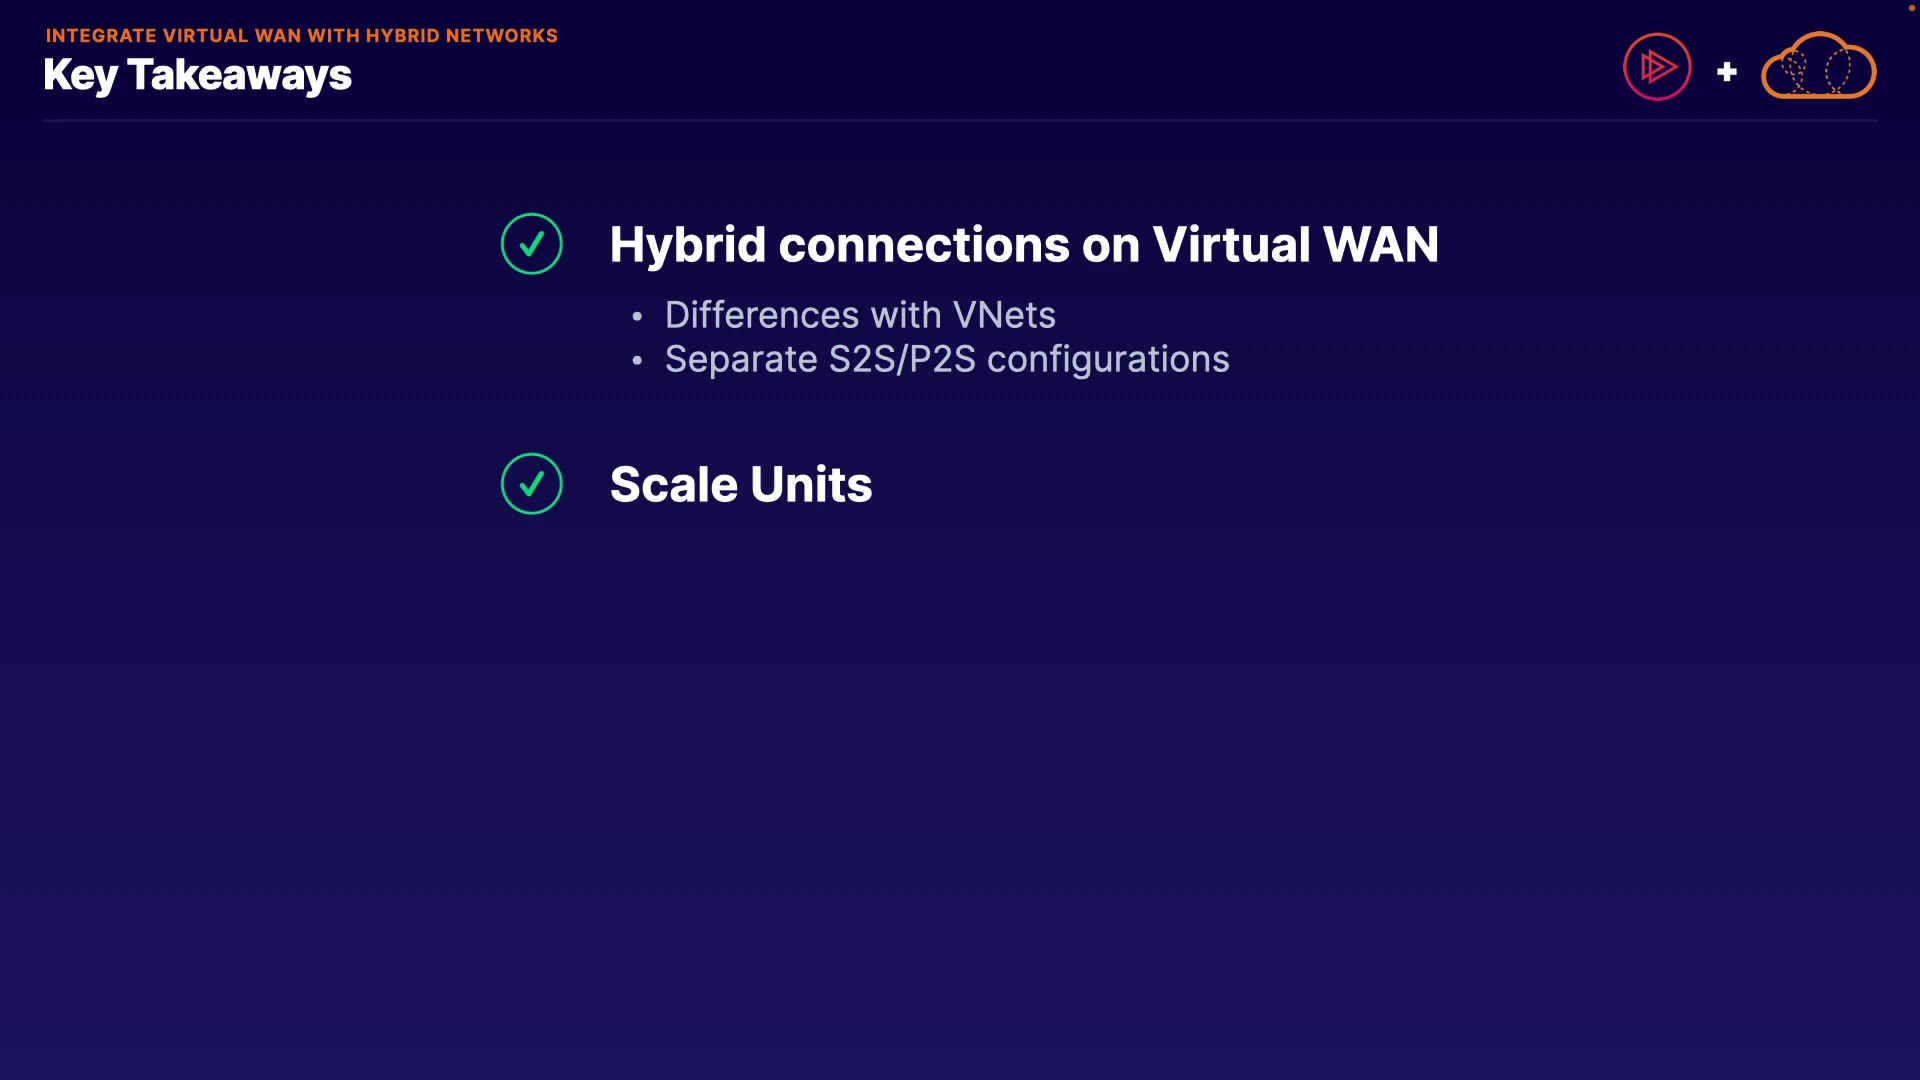 INTEGRATE VIRTUAL WAN WITH HYBRID NETWORKS
Key Takeaways
+
Hybrid connections on Virtual WAN
• Differences with VNets
• Separate S2S/P2S configurations
Scale Units